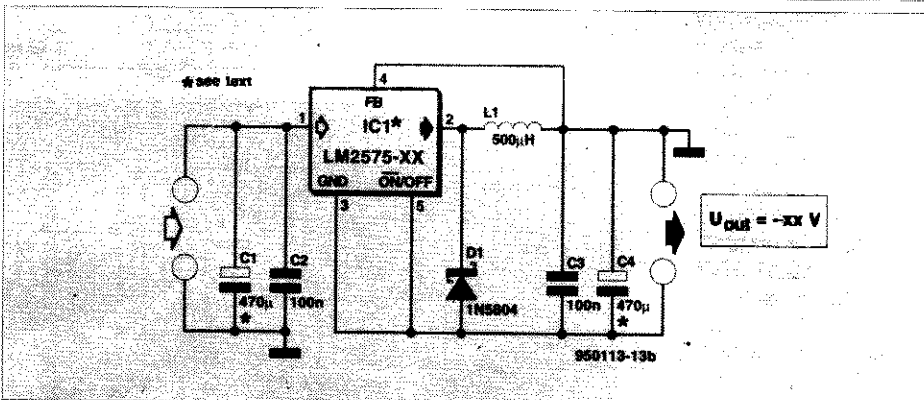 * see text
4
FB
1
IC1*
2
LM2575-XX
GND
ON/OFF
3
5
L1
500µH
C1
470µ
*
C2
100n
D1
1N5804
C3
100n
C4
470µ
*
Uout = –xx V
950113-13b